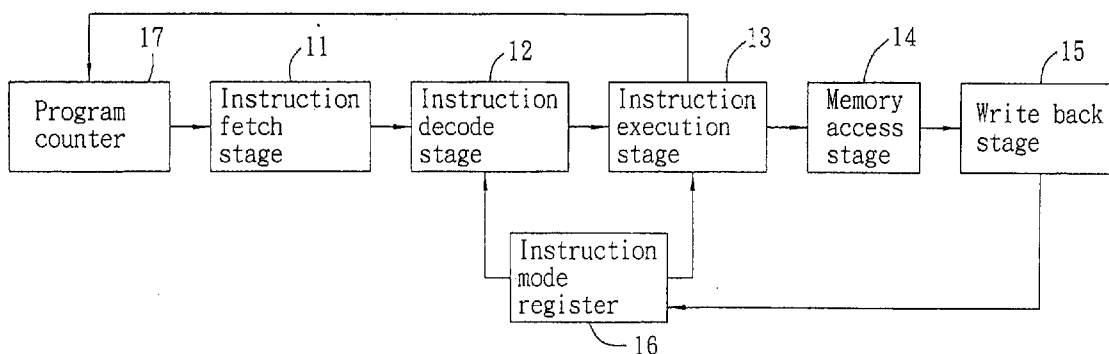 17
11
12
13
14
15
Program
counter
Instruction
fetch
stage
Instruction
decode
stage
Instruction
execution
stage
Memory
access
stage
Write back
stage
Instruction
mode
register
16